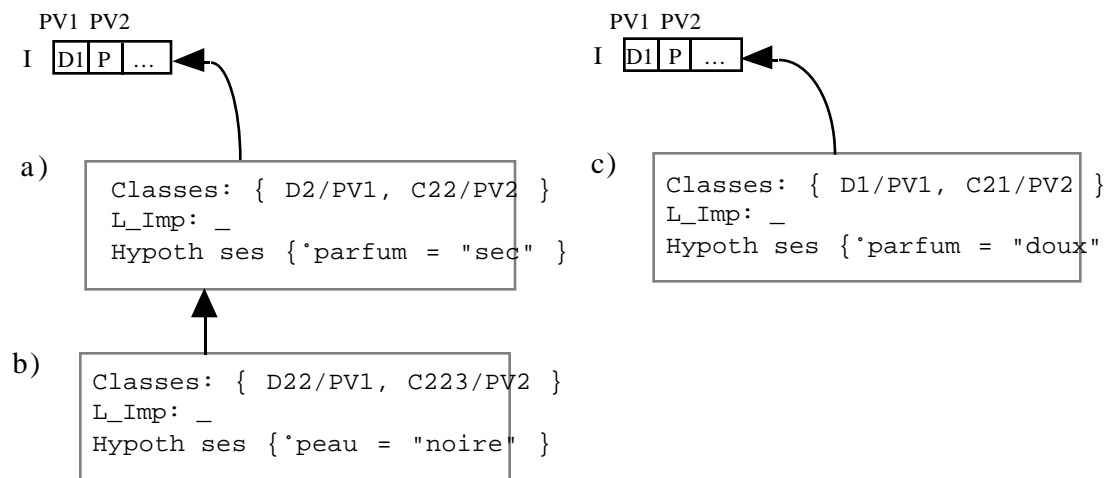 PV1 PV2
I D1 P …
a)
Classes: { D2/PV1, C22/PV2 }
L_Imp: _
Hypoth ses {˚parfum = "sec" }
b)
Classes: { D22/PV1, C223/PV2 }
L_Imp: _
Hypoth ses {˚peau = "noire" }
PV1 PV2
I D1 P …
c)
Classes: { D1/PV1, C21/PV2 }
L_Imp: _
Hypoth ses {˚parfum = "doux"